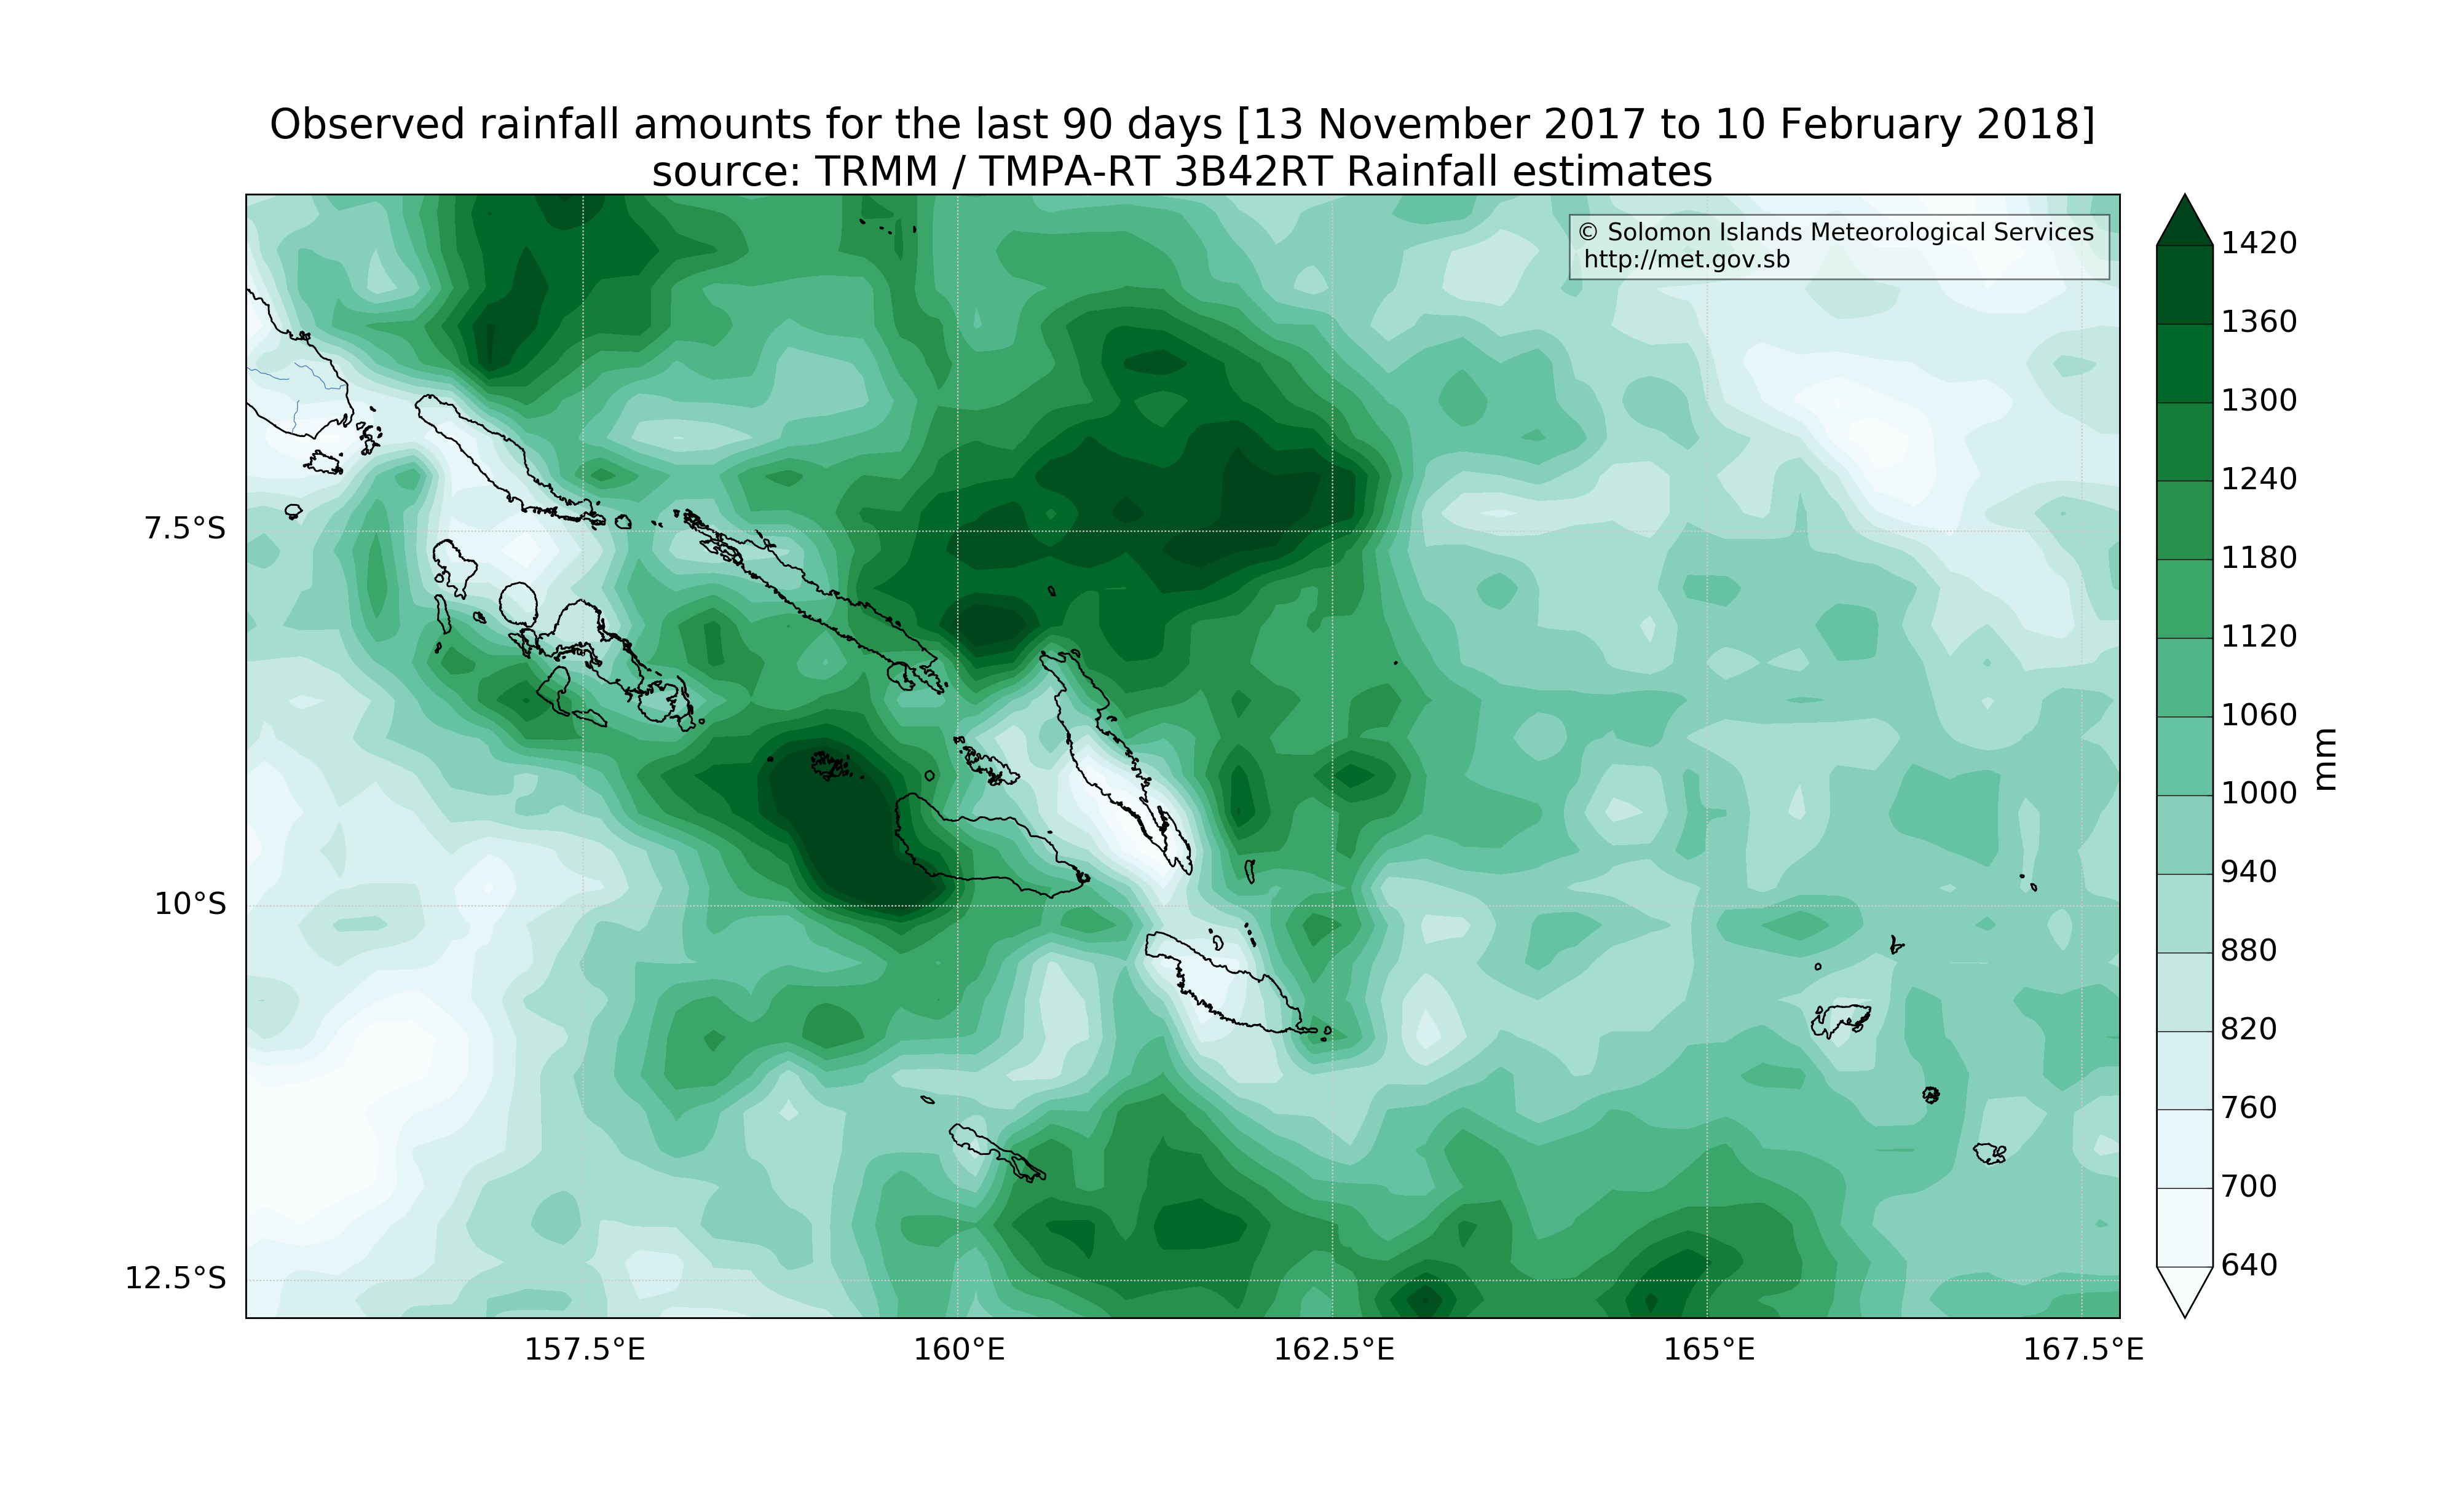 Observed rainfall amounts for the last 90 days [13 November 2017 to 10 February 2018]
source: TRMM / TMPA-RT 3B42RT Rainfall estimates
© Solomon Islands Meteorological Services
http://met.gov.sb
7.5°S
10°S
12.5°S
157.5°E
160°E
162.5°E
165°E
167.5°E
1420
1360
1300
1240
1180
1120
1060
1000
940
880
820
760
700
640
mm